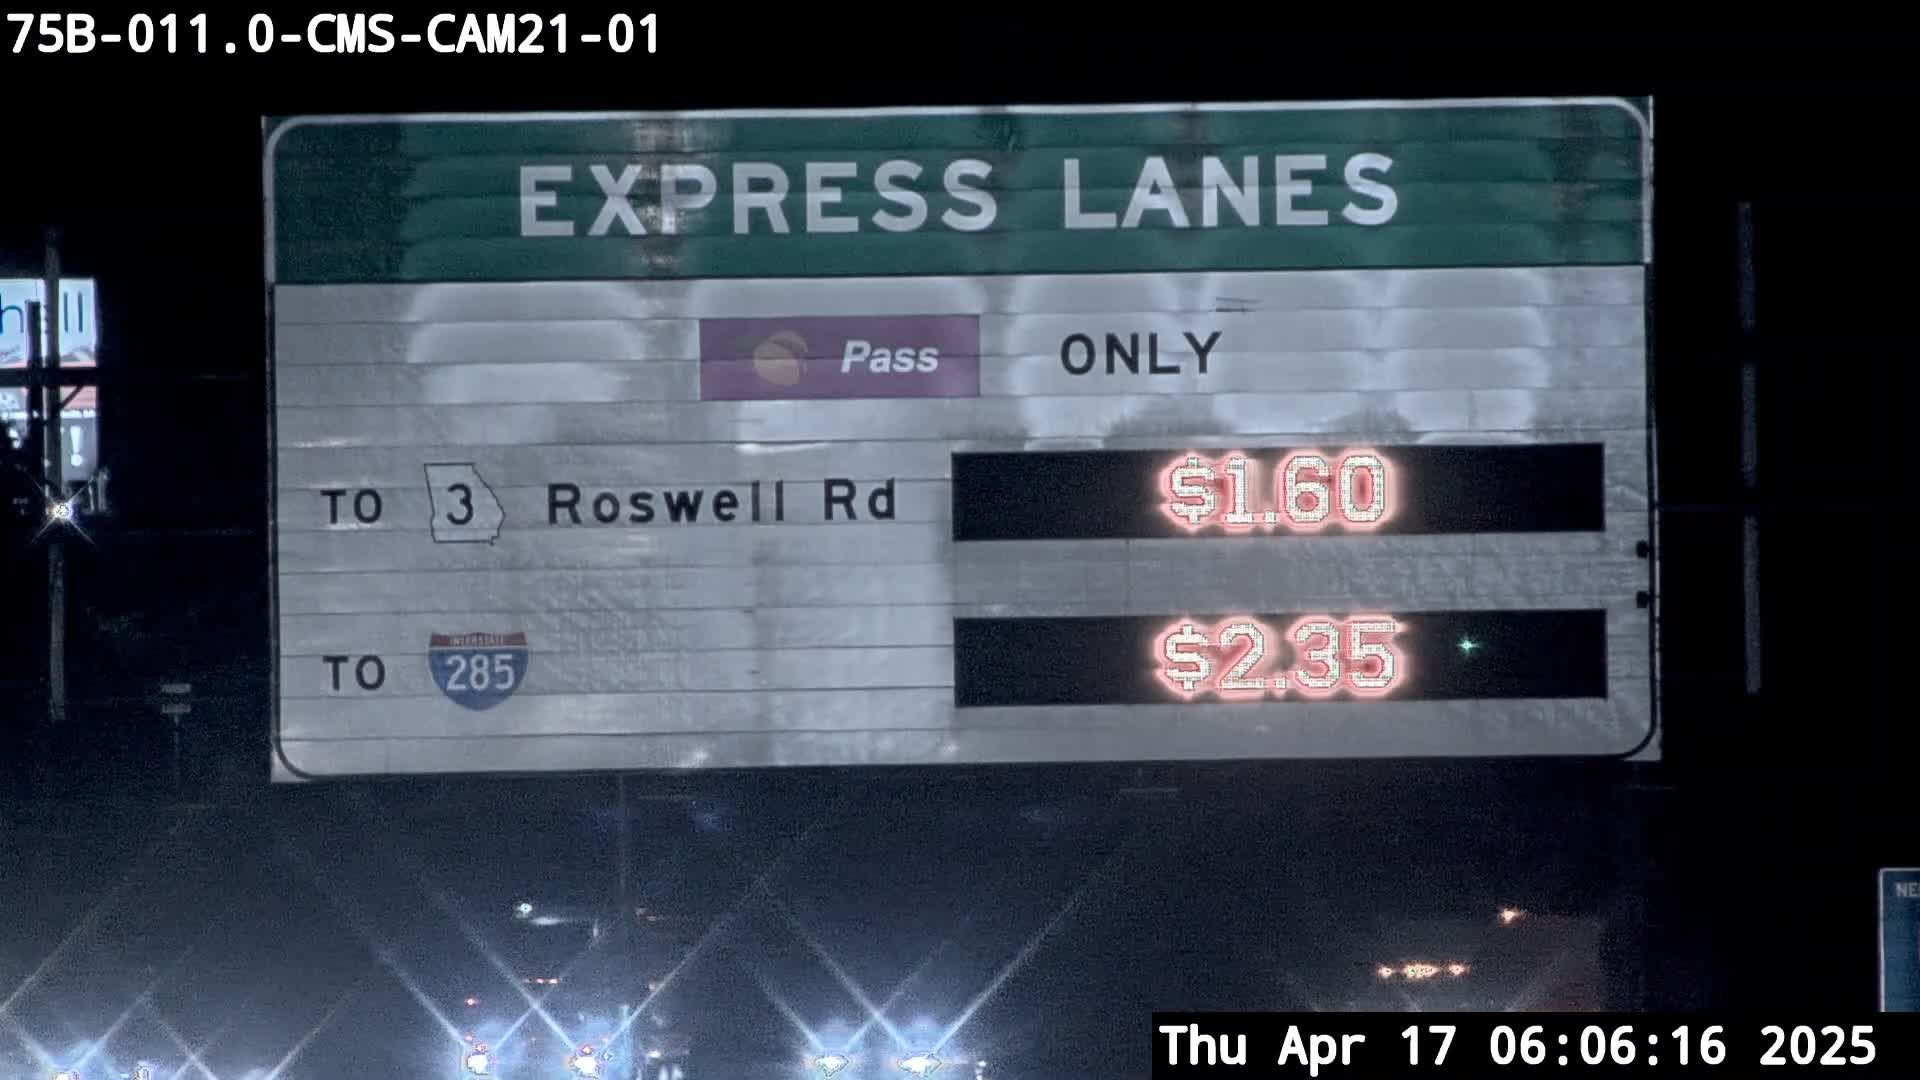 75B-011.0-CMS-CAM21-01
EXPRESS LANES
Pass ONLY
TO 3 Roswell Rd $1.60
INTERSTATE
TO 285 $2.35
Thu Apr 17 06:06:16 2025